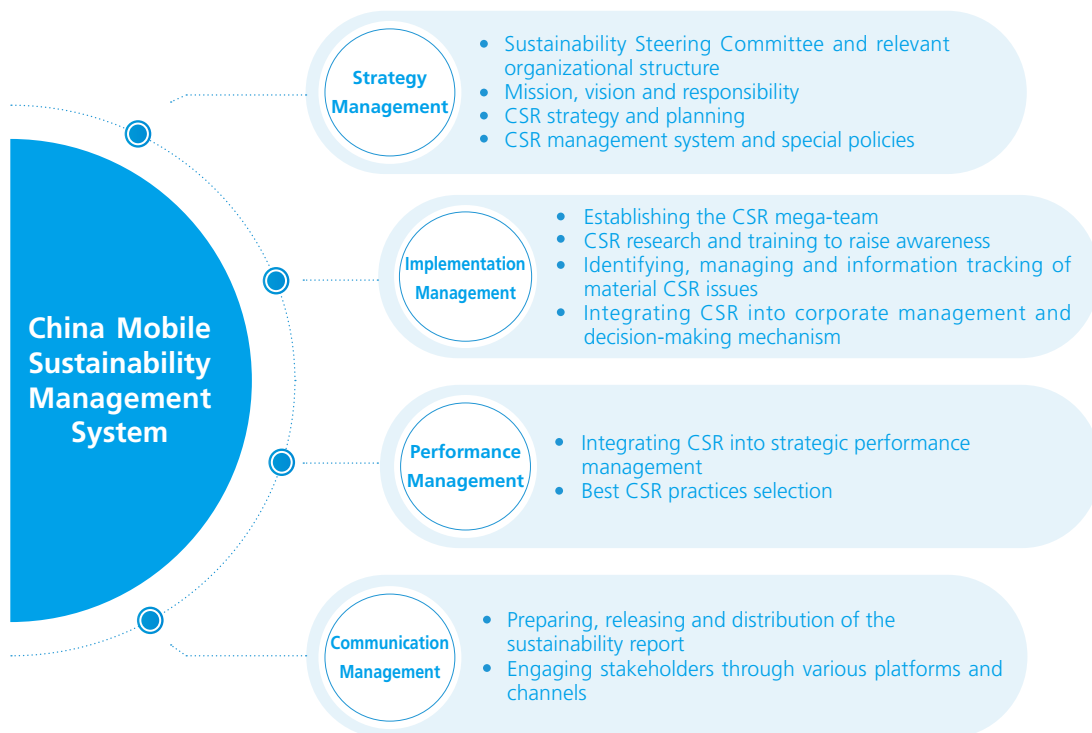 China Mobile
Sustainability
Management
System
Strategy
Management
• Sustainability Steering Committee and relevant
organizational structure
• Mission, vision and responsibility
• CSR strategy and planning
• CSR management system and special policies
Implementation
Management
• Establishing the CSR mega-team
• CSR research and training to raise awareness
• Identifying, managing and information tracking of
material CSR issues
• Integrating CSR into corporate management and
decision-making mechanism
Performance
Management
• Integrating CSR into strategic performance
management
• Best CSR practices selection
Communication
Management
• Preparing, releasing and distribution of the
sustainability report
• Engaging stakeholders through various platforms and
channels